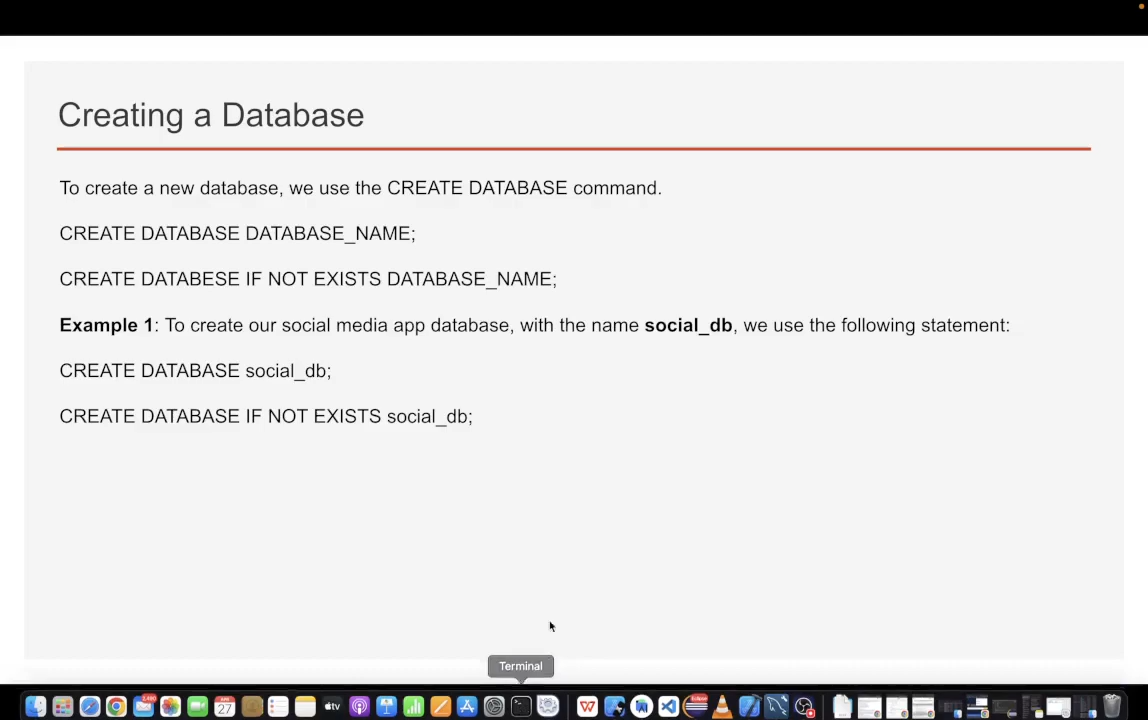 Creating a Database
To create a new database, we use the CREATE DATABASE command.
CREATE DATABASE DATABASE_NAME;
CREATE DATABESE IF NOT EXISTS DATABASE_NAME;
Example 1: To create our social media app database, with the name social_db, we use the following statement:
CREATE DATABASE social_db;
CREATE DATABASE IF NOT EXISTS social_db;
Terminal
27
tv